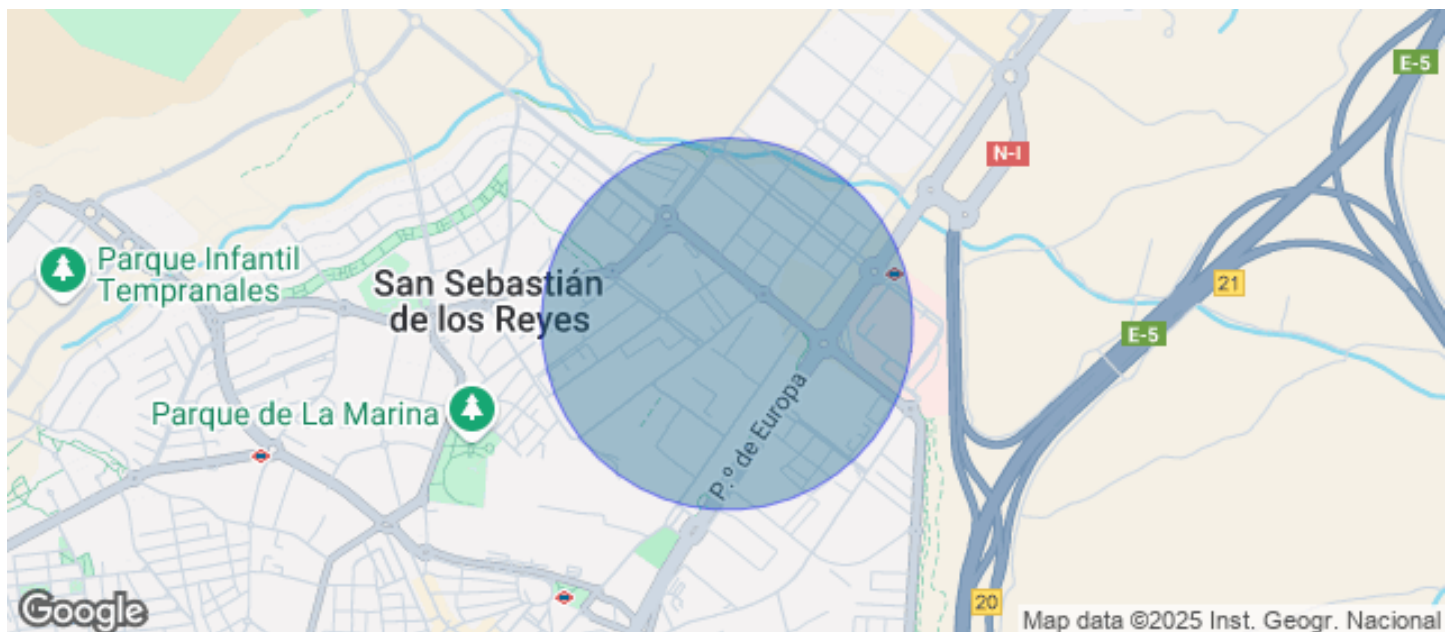 E-5
N-I
Parque Infantil
Tempranales
San Sebastián
de los Reyes
21
E-5
Parque de La Marina
P.º de Europa
20
Google
Map data ©2025 Inst. Geogr. Nacional